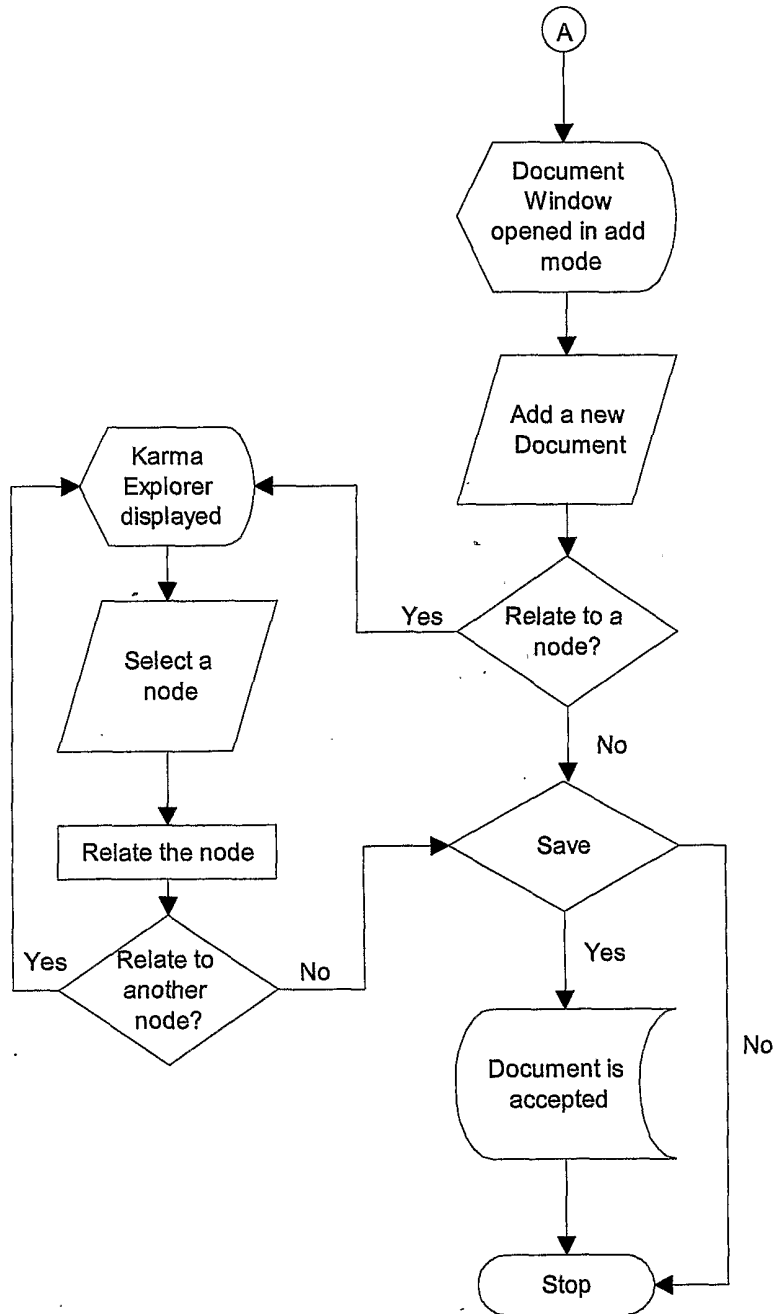 A
Document
Window
opened in add
mode
Add a new
Document
Relate to a
node?
Yes
No
Karma
Explorer
displayed
Select a
node
Relate the node
Relate to
another
node?
Yes
No
Save
Yes
No
Document is
accepted
Stop